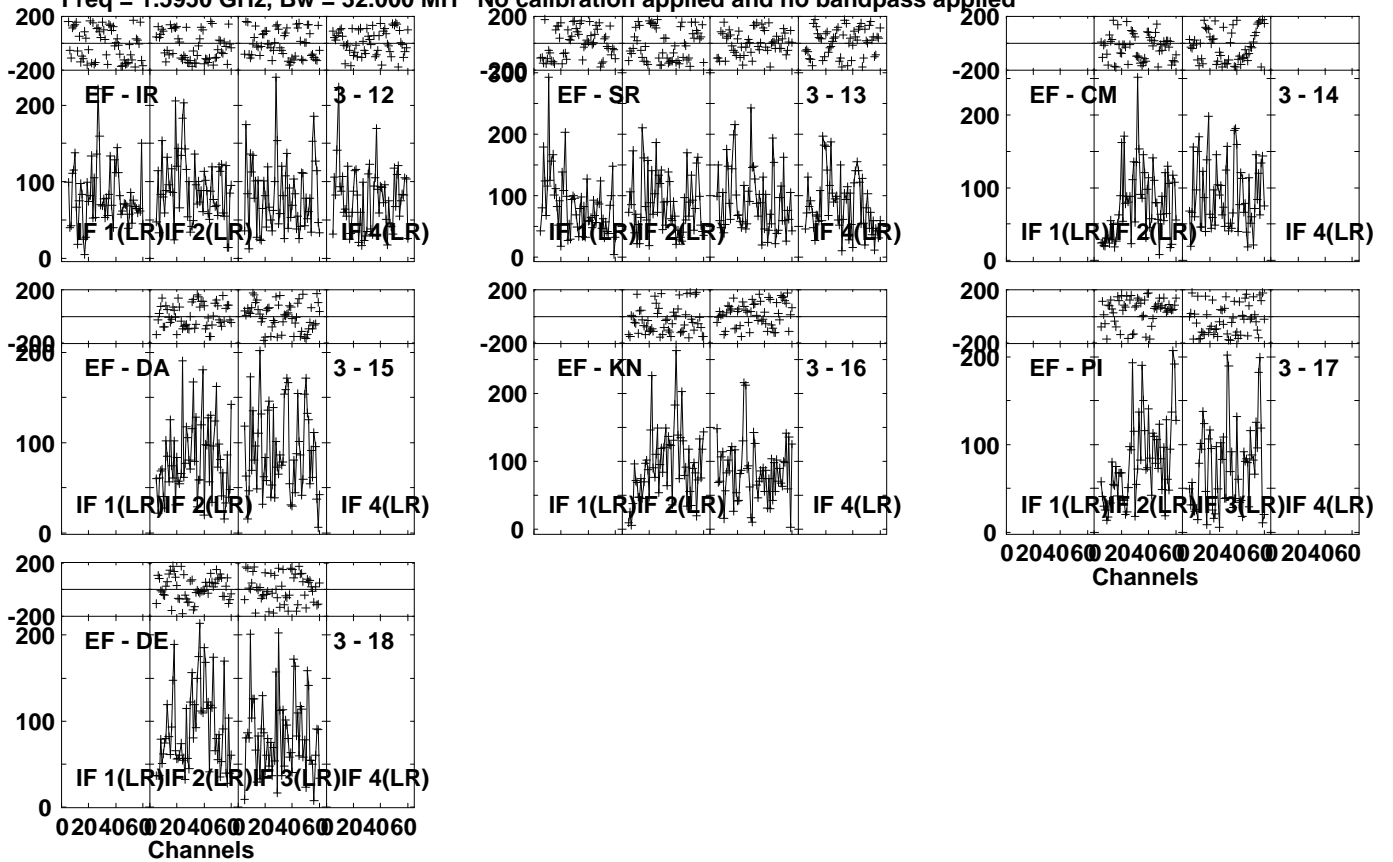 Freq = 1.5950 GHz, Bw = 32.000 MH No calibration applied and no bandpass applied
200
-200
EF - IR
3 - 12
200
100
0
IF 1(LR)
IF 2(LR)
IF 4(LR)
200
-200
300
EF - SR
3 - 13
200
100
0
IF 1(LR)
IF 2(LR)
IF 4(LR)
200
-200
EF - CM
3 - 14
200
100
0
IF 1(LR)
IF 2(LR)
IF 4(LR)
200
-200
200
EF - DA
3 - 15
100
0
IF 1(LR)
IF 2(LR)
IF 4(LR)
200
EF - KN
3 - 16
200
100
0
IF 1(LR)
IF 2(LR)
IF 4(LR)
200
-200
EF - PI
3 - 17
200
100
0
IF 1(LR)
IF 2(LR)
IF 3(LR)
IF 4(LR)
0 20 40 60
0 20 40 60
0 20 40 60
0 20 40 60
Channels
200
-200
EF - DE
3 - 18
200
100
0
IF 1(LR)
IF 2(LR)
IF 3(LR)
IF 4(LR)
0 20 40 60
0 20 40 60
0 20 40 60
0 20 40 60
Channels